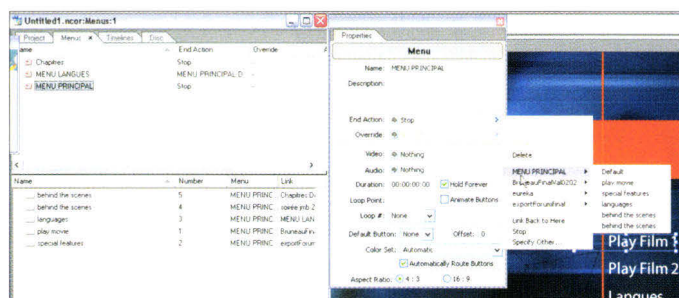 Untitled1.ncor:Menus:1
Project Menus × Timelines Disc
ame End Action Override
Chapitres Stop -
MENU LANGUES MENU PRINCIPAL:D -
MENU PRINCIPAL Stop -
Name Number Menu Link
behind the scenes 5 MENU PRINC Chapitres:D
behind the scenes 4 MENU PRINC
languages 3 MENU PRINC MENU LAN
play movie 1 MENU PRINC BruneauFin
special features 2 MENU PRINC exportForum
Properties
Menu
Name: MENU PRINCIPAL
Description:
End Action: Stop
Override:
Video: Nothing
Audio: Nothing
Duration: 00:00:00:00 Hold Forever
Loop Point: Animate Buttons
Loop #: None
Default Button: None Offset: 0
Color Set: Automatic
Automatically Route Buttons
Aspect Ratio: 4 : 3 16 : 9
Delete
MENU PRINCIPAL
eureka
exportForumfinal
Link Back to Here
Stop
Specify Other...
Default
play movie
special features
languages
behind the scenes
behind the scenes
Play Film 1
Play Film 2
Langues